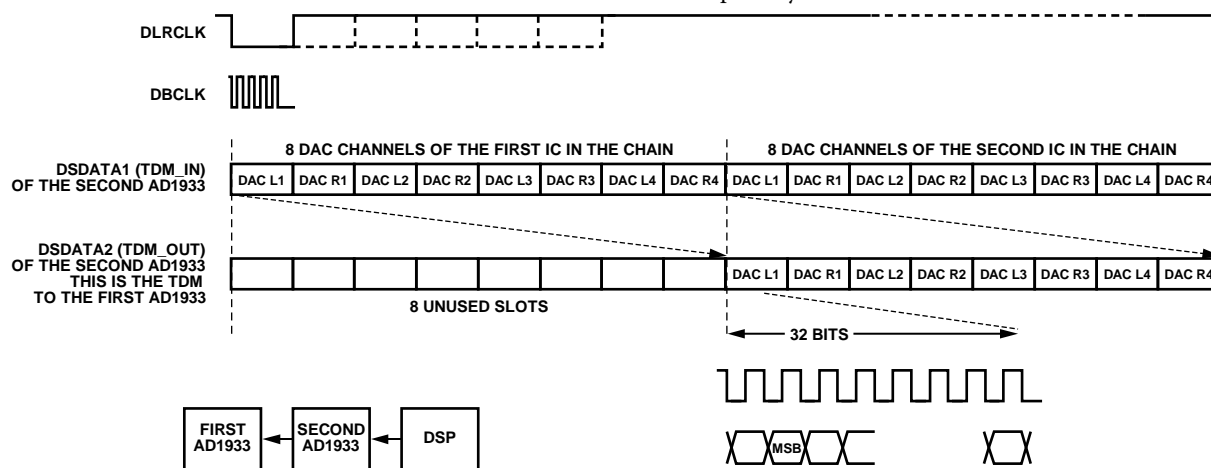 DLRCLK
DBCLK
8 DAC CHANNELS OF THE FIRST IC IN THE CHAIN
8 DAC CHANNELS OF THE SECOND IC IN THE CHAIN
DSDATA1 (TDM_IN)
OF THE SECOND AD1933
DAC L1 DAC R1 DAC L2 DAC R2 DAC L3 DAC R3 DAC L4 DAC R4 DAC L1 DAC R1 DAC L2 DAC R2 DAC L3 DAC R3 DAC L4 DAC R4
DSDATA2 (TDM_OUT)
OF THE SECOND AD1933
THIS IS THE TDM
TO THE FIRST AD1933
DAC L1 DAC R1 DAC L2 DAC R2 DAC L3 DAC R3 DAC L4 DAC R4
8 UNUSED SLOTS
32 BITS
FIRST
AD1933
SECOND
AD1933
DSP
MSB